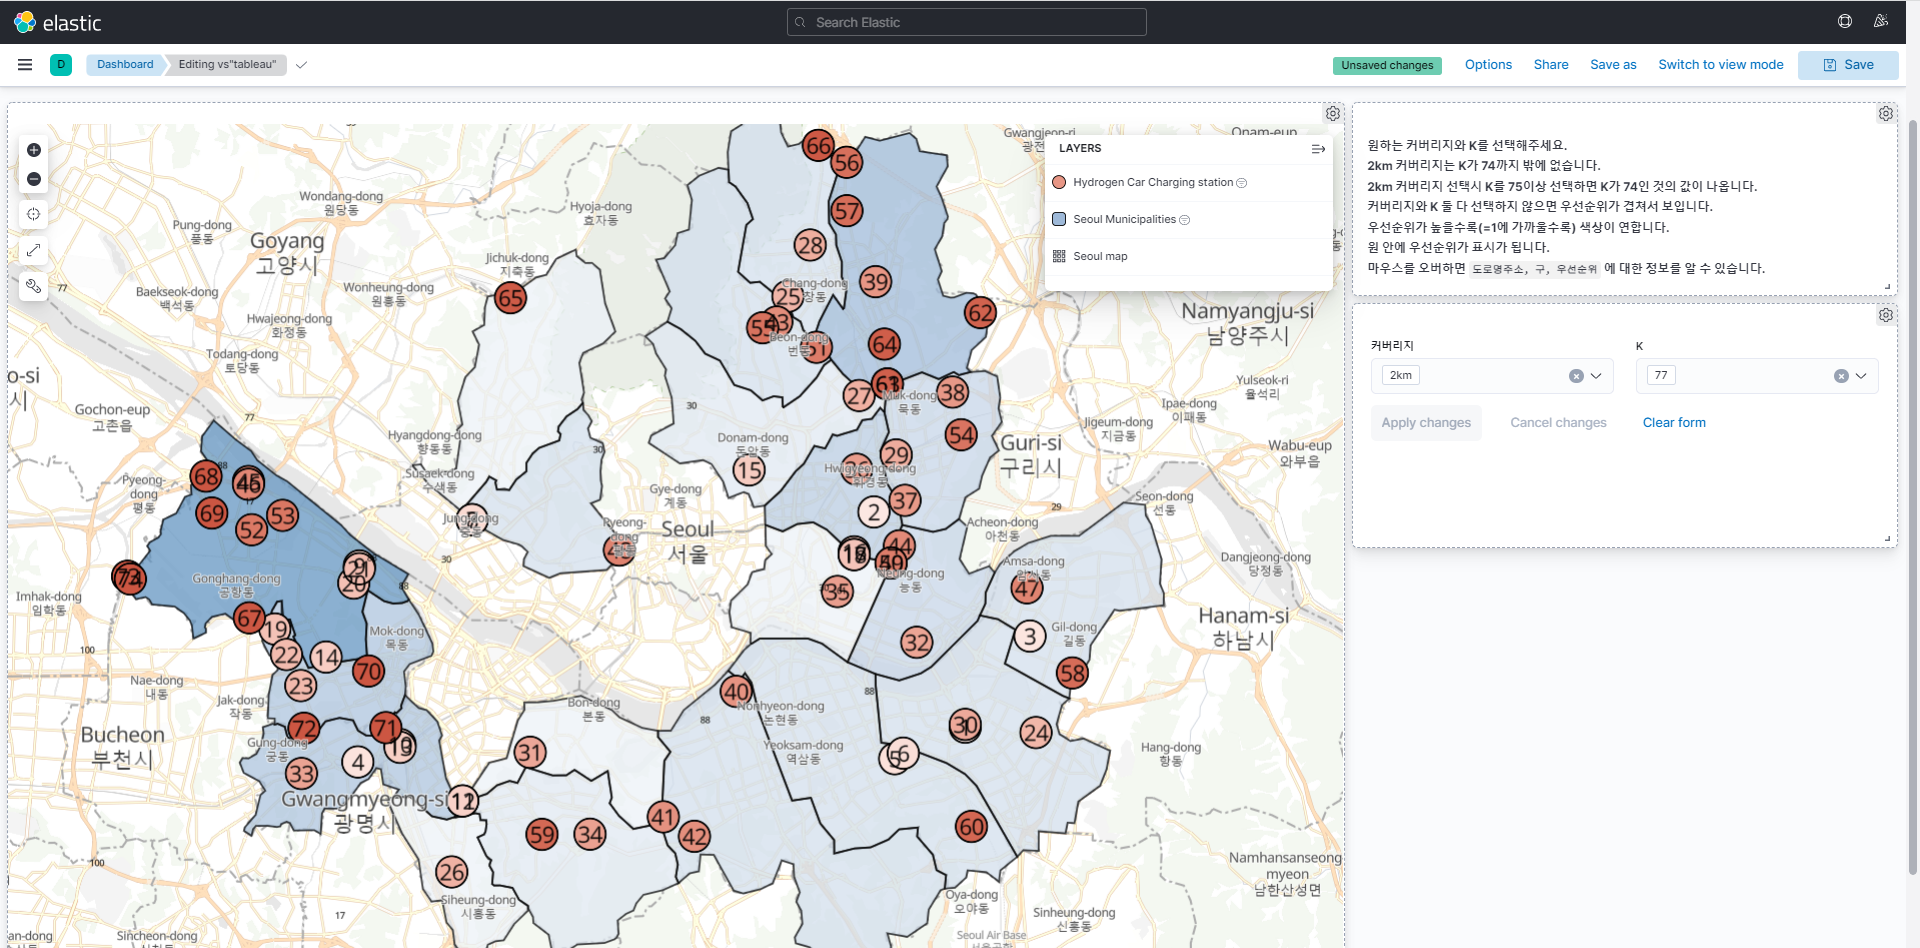 elastic
Search Elastic
D
Dashboard
Editing vs"tableau"
Unsaved changes
Options
Share
Save as
Switch to view mode
Save
LAYERS
Hydrogen Car Charging station
Seoul Municipalities
Seoul map
원하는 커버리지와 K를 선택해주세요.
2km 커버리지는 K가 74까지 밖에 없습니다.
2km 커버리지 선택시 K를 75이상 선택하면 K가 74인 것의 값이 나옵니다.
커버리지와 K 둘 다 선택하지 않으면 우선순위가 겹쳐서 보입니다.
우선순위가 높을수록(=1에 가까울수록) 색상이 연합니다.
원 안에 우선순위가 표시가 됩니다.
마우스를 오버하면 도로명주소, 구, 우선순위 에 대한 정보를 알 수 있습니다.
커버리지
K
2km
77
Apply changes
Cancel changes
Clear form
Gwangjeon-ri
Onam-eup
66
56
Wondang-dong
원당동
Hyoja-dong
효자동
57
Pung-dong
풍동
Goyang
고양시
28
Jichuk-dong
지축동
Chang-dong
창동
39
77
Baekseok-dong
백석동
Wonheung-dong
원흥동
65
25
62
Namyangju-si
남양주시
Hwajeong-dong
화정동
43
55
Beon-dong
번동
61
64
Todang-dong
토당동
o-si
시
Yulseok-ri
율석리
63
27
38
Muk-dong
묵동
Gochon-eup
고촌읍
77
30
Ipae-dong
이패동
Jigeum-dong
지금동
Hyangdong-dong
향동동
Donam-dong
돈암동
54
Guri-si
구리시
Wabu-eup
와부읍
30
29
15
Hwigyeong-dong
휘경동
Susaek-dong
수색동
Pyeong-
dong
평동
68
45
Gye-dong
계동
37
Seon-dong
선동
69
53
52
2
29
Seoul
서울
Acheon-dong
아천동
44
Neung-dong
능동
30
Dangjeong-dong
당정동
Amsa-dong
암사동
Gonghang-dong
공항동
9
20
88
47
35
Imhak-dong
임학동
Hanam-si
하남시
67
19
Mok-dong
목동
Gil-dong
길동
3
32
100
22
14
70
58
Nae-dong
내동
23
40
88
Jak-dong
작동
Bon-dong
본동
Nonhyeon-dong
논현동
88
72
71
Bucheon
부천시
Gung-dong
궁동
30
24
31
Yeoksam-dong
역삼동
6
Hang-dong
항동
4
33
Gwangmyeong-si
광명시
59
34
41
42
60
100
Namhansanseong
myeon
남한산성면
26
Siheung-dong
시흥동
Oya-dong
오야동
17
Sinheung-dong
신흥동
an-dong
Sincheon-dong
Seoul Air Base